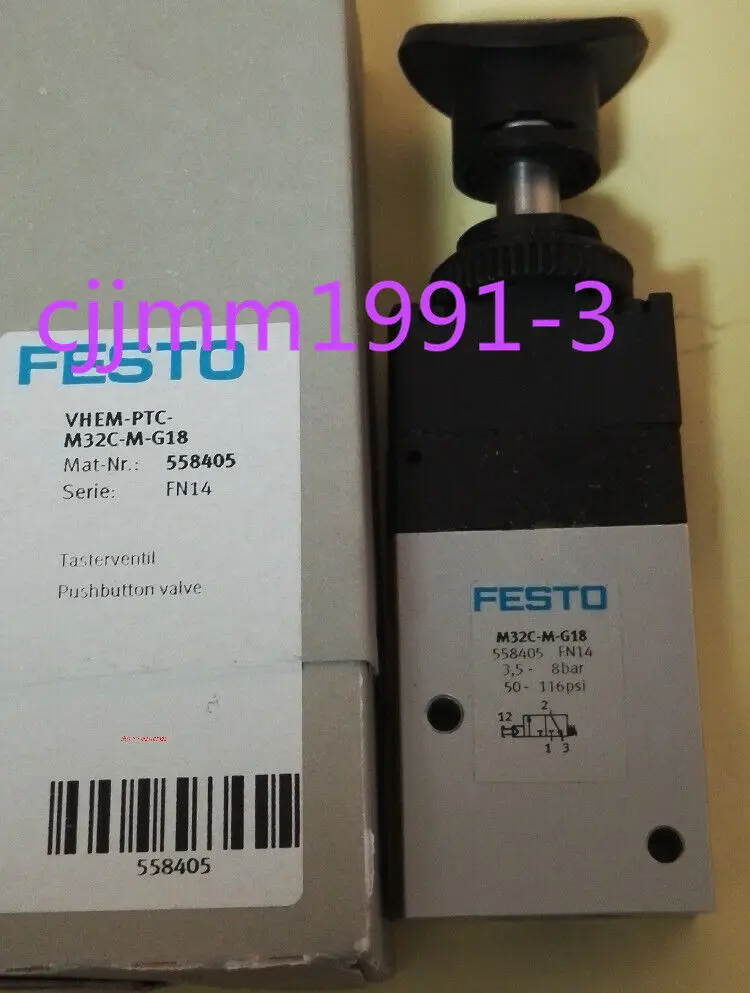 cjjmm1991-3
FESTO
VHEM-PTC-
M32C-M-G18
Mat-Nr.: 558405
Serie: FN14
Tasterventil
Pushbutton valve
558405
FESTO
M32C-M-G18
558405 FN14
3,5 - 8bar
50 - 116psi
2
12
1 3